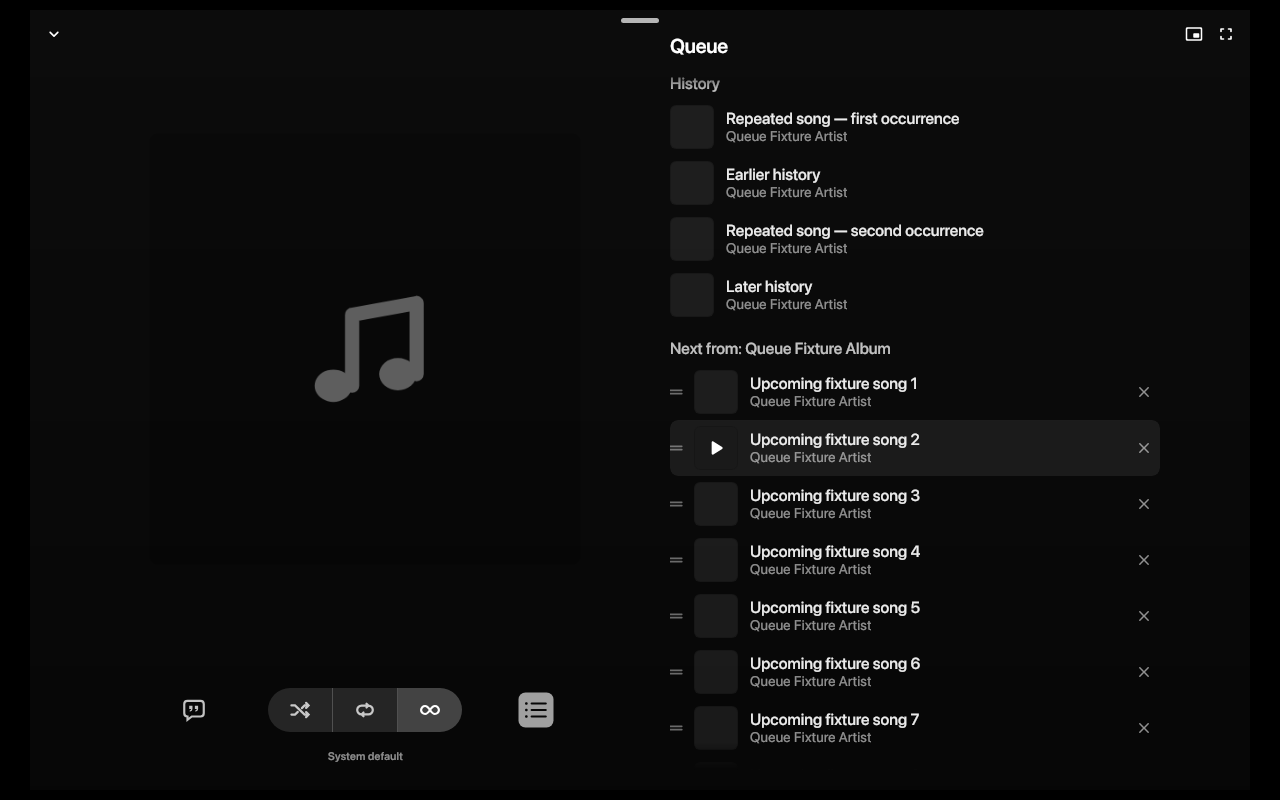 Queue
History
Repeated song — first occurrence
Queue Fixture Artist
Earlier history
Queue Fixture Artist
Repeated song — second occurrence
Queue Fixture Artist
Later history
Queue Fixture Artist
Next from: Queue Fixture Album
Upcoming fixture song 1
Queue Fixture Artist
Upcoming fixture song 2
Queue Fixture Artist
Upcoming fixture song 3
Queue Fixture Artist
Upcoming fixture song 4
Queue Fixture Artist
Upcoming fixture song 5
Queue Fixture Artist
Upcoming fixture song 6
Queue Fixture Artist
Upcoming fixture song 7
Queue Fixture Artist
System default